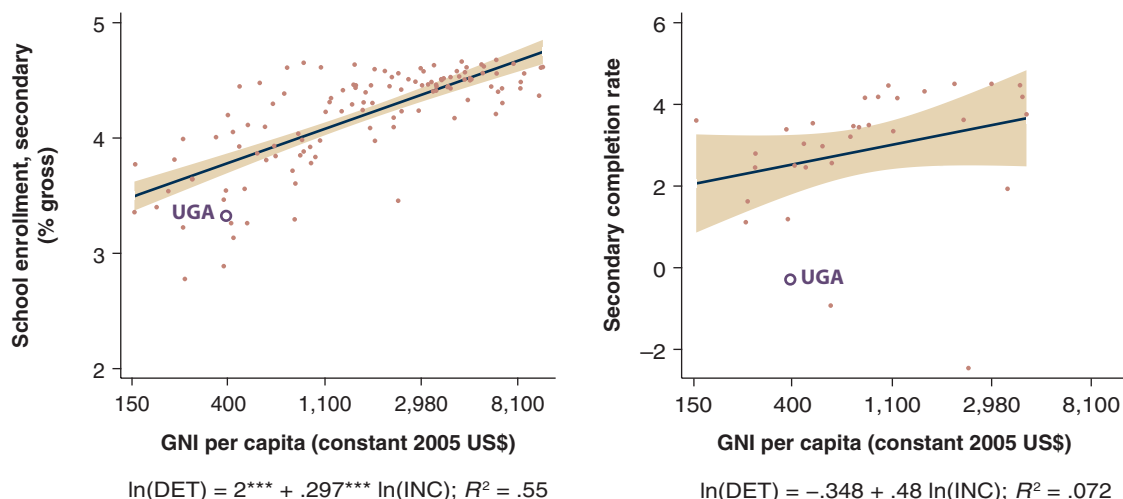 School enrollment, secondary
(% gross)
5
4
3
2
UGA
150
400
1,100
2,980
8,100
GNI per capita (constant 2005 US$)
ln(DET) = 2*** + .297*** ln(INC); R² = .55
Secondary completion rate
6
4
2
0
−2
UGA
150
400
1,100
2,980
8,100
GNI per capita (constant 2005 US$)
ln(DET) = −.348 + .48 ln(INC); R² = .072